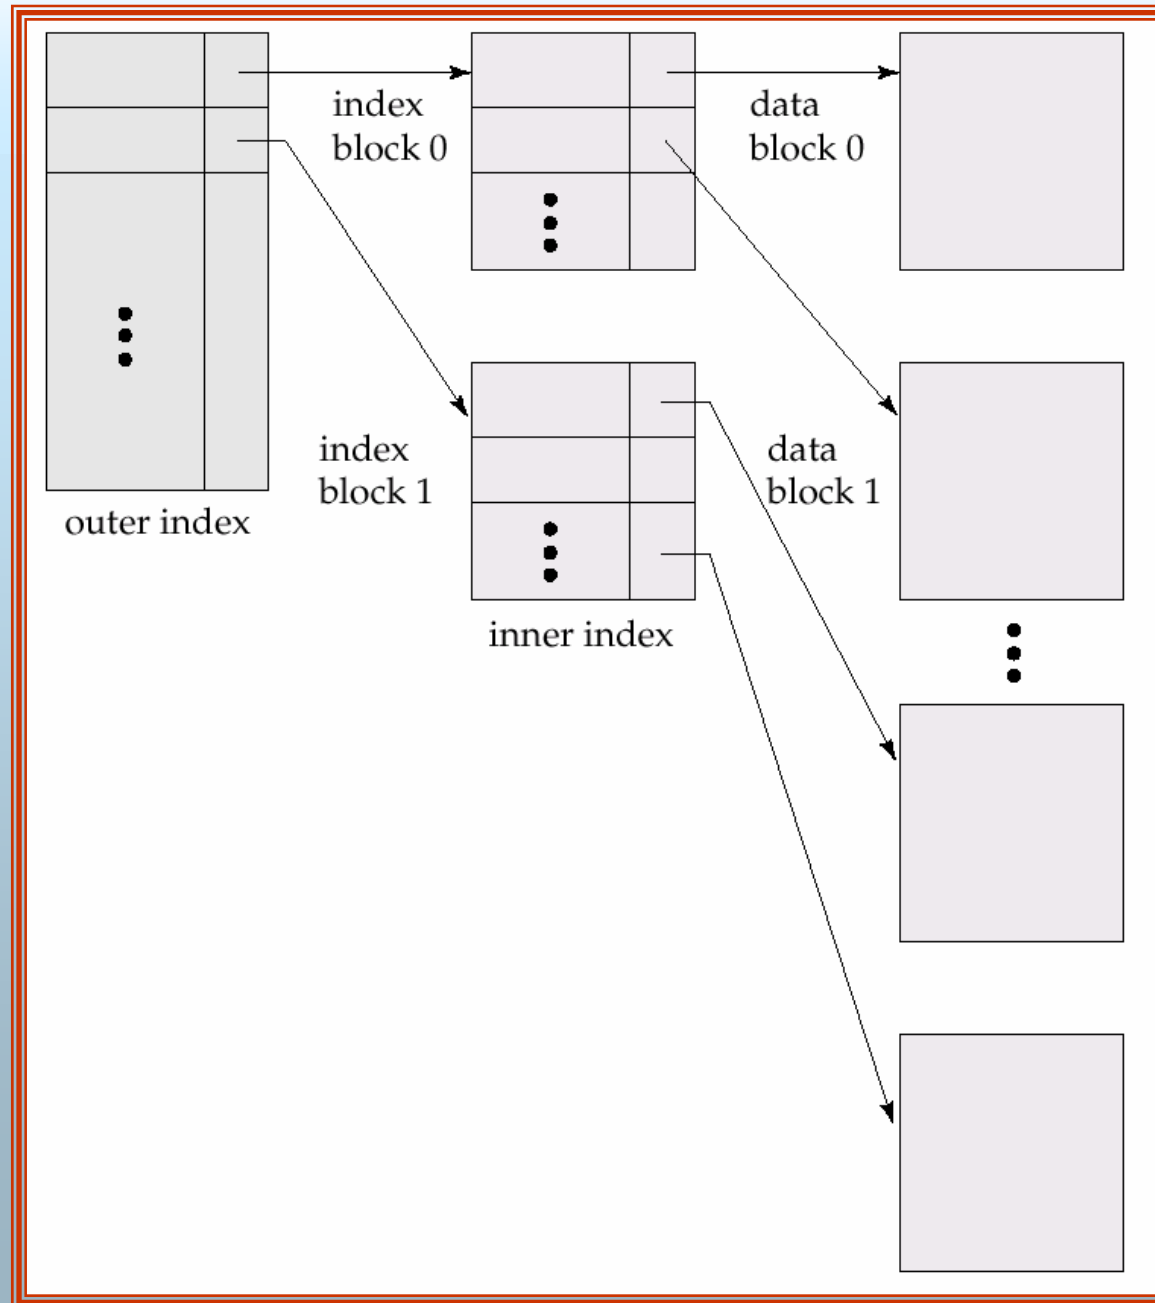 index
block 0
data
block 0
index
block 1
data
block 1
outer index
inner index